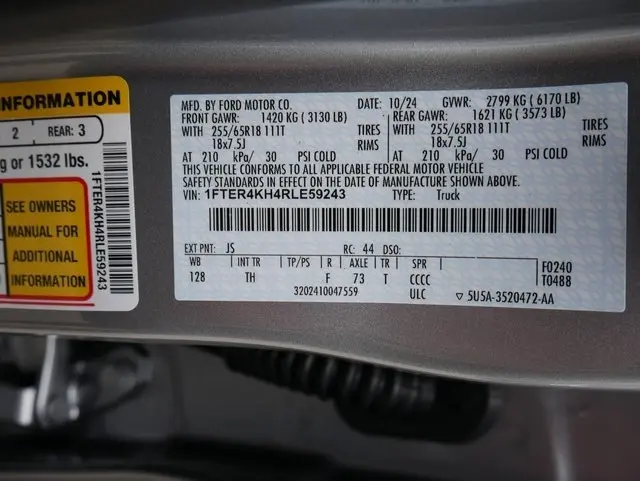 NFORMATION
2 REAR: 3
g or 1532 lbs.
SEE OWNERS
MANUAL FOR
ADDITIONAL
INFORMATION
1FTER4KH4RLE59243
MFD. BY FORD MOTOR CO. DATE: 10/24 GVWR: 2799 KG ( 6170 LB)
FRONT GAWR: 1420 KG ( 3130 LB) REAR GAWR: 1621 KG ( 3573 LB)
WITH 255/65R18 111T TIRES WITH 255/65R18 111T TIRES
18x7.5J RIMS 18x7.5J RIMS
AT 210 kPa/ 30 PSI COLD AT 210 kPa/ 30 PSI COLD
THIS VEHICLE CONFORMS TO ALL APPLICABLE FEDERAL MOTOR VEHICLE
SAFETY STANDARDS IN EFFECT ON THE DATE OF MANUFACTURE SHOWN ABOVE.
VIN: 1FTER4KH4RLE59243 TYPE: Truck
EXT PNT: JS RC: 44 DSO:
WB INT TR TP/PS R AXLE TR SPR F0240
128 TH F 73 T CCCC T0488
3202410047559 ULC ▽ 5U5A-3520472-AA